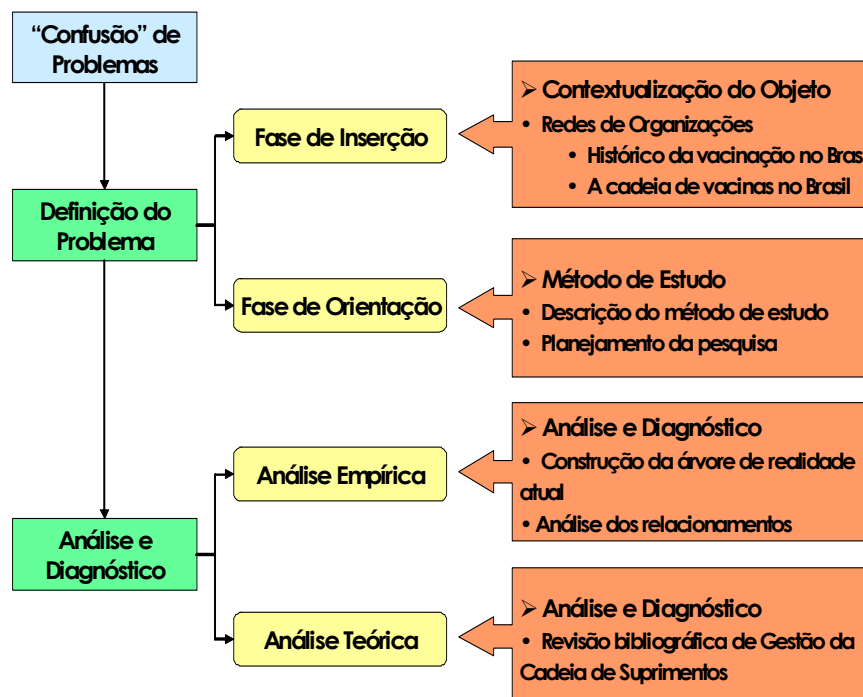 “Confusão” de
Problemas
Definição do
Problema
Fase de Inserção
➢ Contextualização do Objeto
• Redes de Organizações
• Histórico da vacinação no Bras
• A cadeia de vacinas no Brasil
Fase de Orientação
➢ Método de Estudo
• Descrição do método de estudo
• Planejamento da pesquisa
Análise e
Diagnóstico
Análise Empírica
➢ Análise e Diagnóstico
• Construção da árvore de realidade
atual
• Análise dos relacionamentos
Análise Teórica
➢ Análise e Diagnóstico
• Revisão bibliográfica de Gestão da
Cadeia de Suprimentos